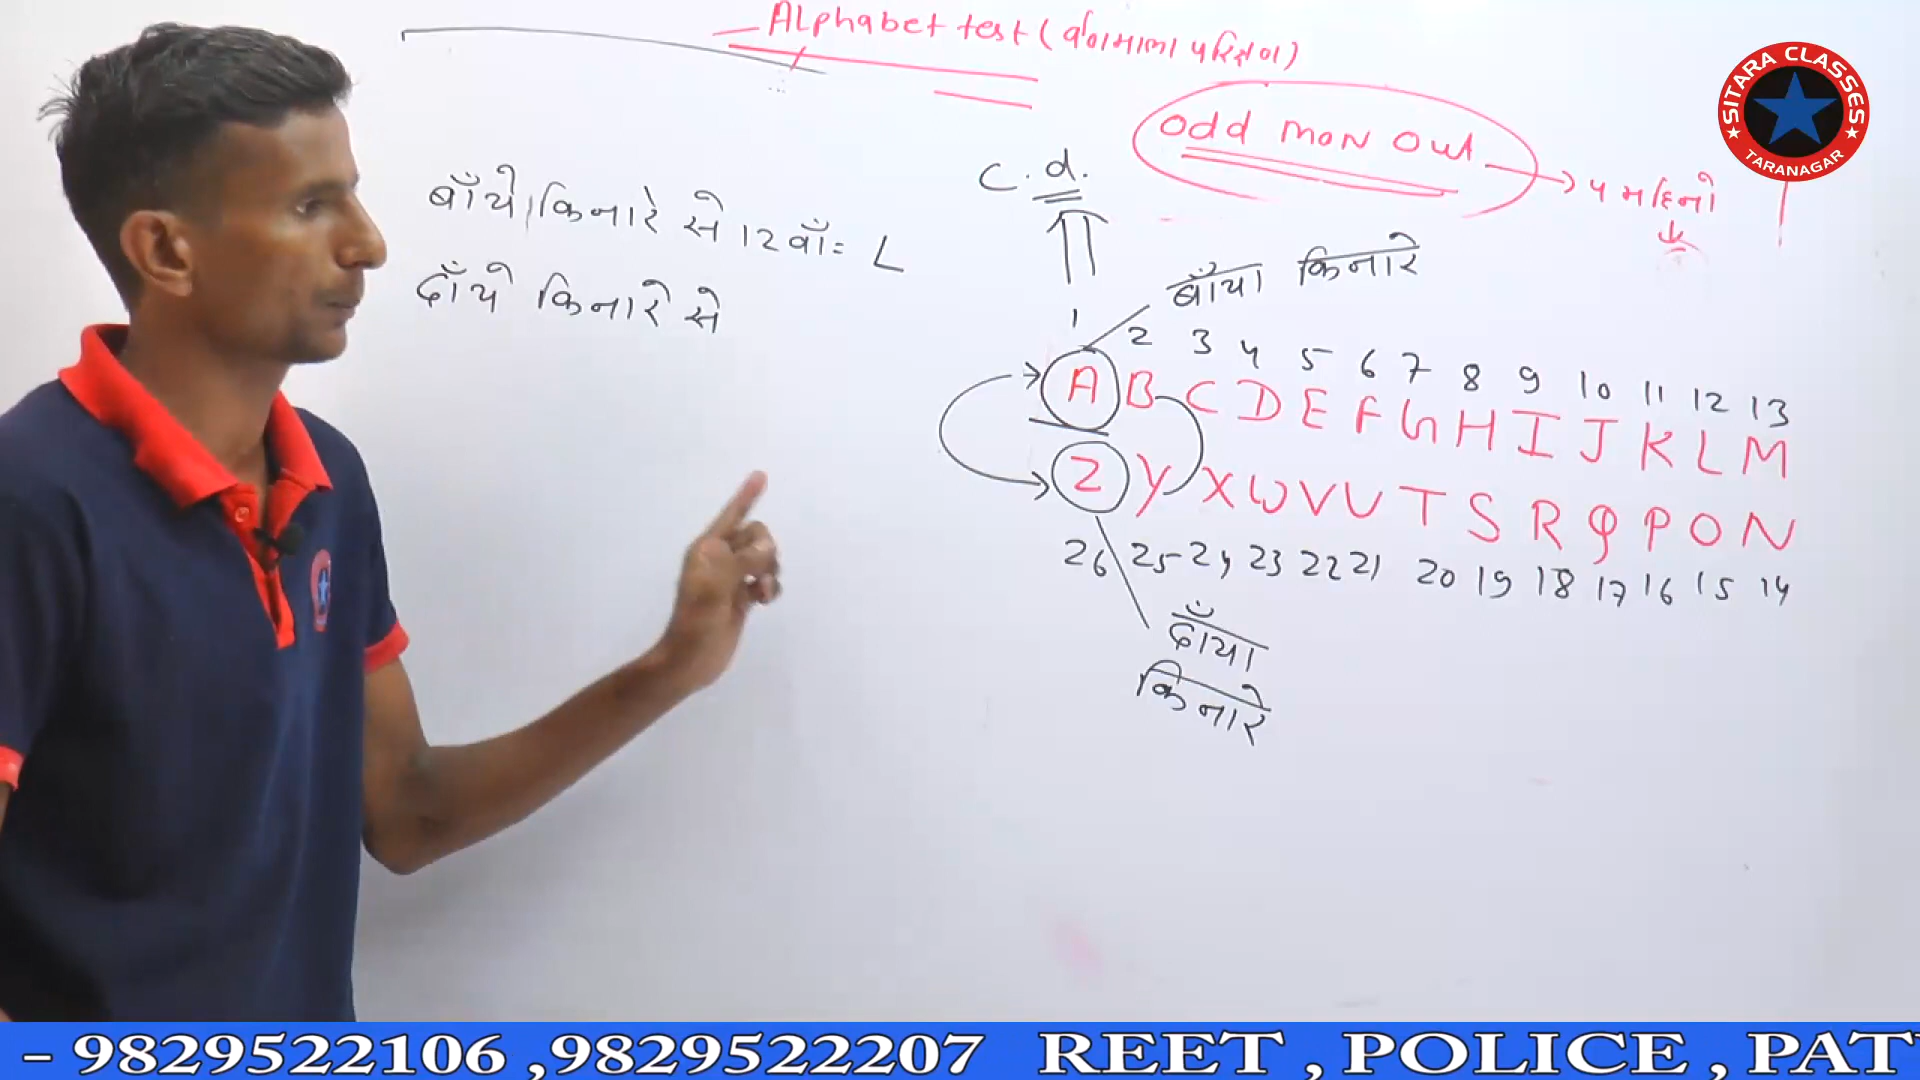 Alphabet test (वर्णमाला परिक्षण)
odd man out → 4 महिनो
C.d.
बाँये किनारे से 12 वाँ = L
दाँये किनारे से
बाँया किनारे
1 2 3 4 5 6 7 8 9 10 11 12 13
A B C D E F G H I J K L M
Z Y X W V U T S R Q P O N
26 25 24 23 22 21 20 19 18 17 16 15 14
दाँया
किनारे
SITARA CLASSES
TARANAGAR
- 9829522106 ,9829522207 REET , POLICE , PAT